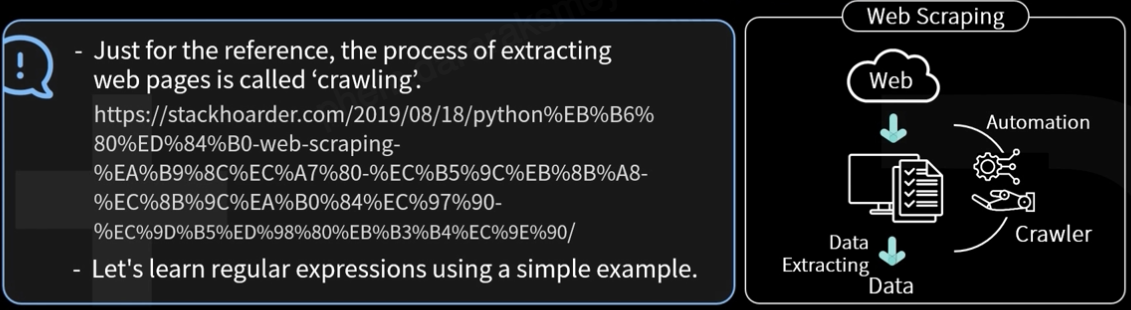 - Just for the reference, the process of extracting
web pages is called ‘crawling’.
https://stackhoarder.com/2019/08/18/python%EB%B6%
80%ED%84%B0-web-scraping-
%EA%B9%8C%EC%A7%80-%EC%B5%9C%EB%8B%A8-
%EC%8B%9C%EA%B0%84%EC%97%90-
%EC%9D%B5%ED%98%80%EB%B3%B4%EC%9E%90/
- Let's learn regular expressions using a simple example.
Web Scraping
Web
Automation
Crawler
Data
Extracting
Data